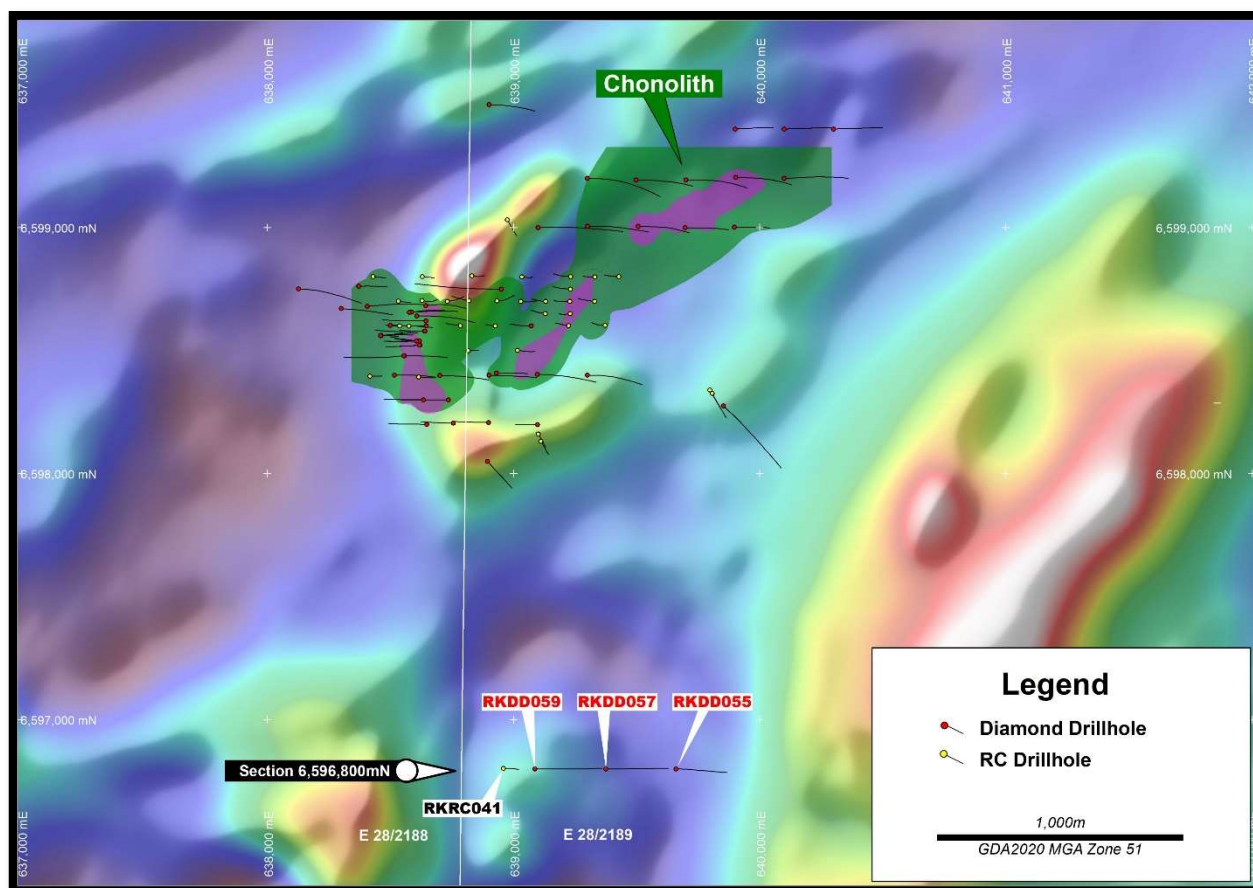 637,000 mE
638,000 mE
639,000 mE
640,000 mE
641,000 mE
Chonolith
6,599,000 mN
6,599,000 mN
6,598,000 mN
6,598,000 mN
6,597,000 mN
RKDD059
RKDD057
RKDD055
Section 6,596,800mN
RKRC041
E 28/2188
E 28/2189
637,000 mE
638,000 mE
639,000 mE
640,000 mE
Legend
Diamond Drillhole
RC Drillhole
1,000m
GDA2020 MGA Zone 51